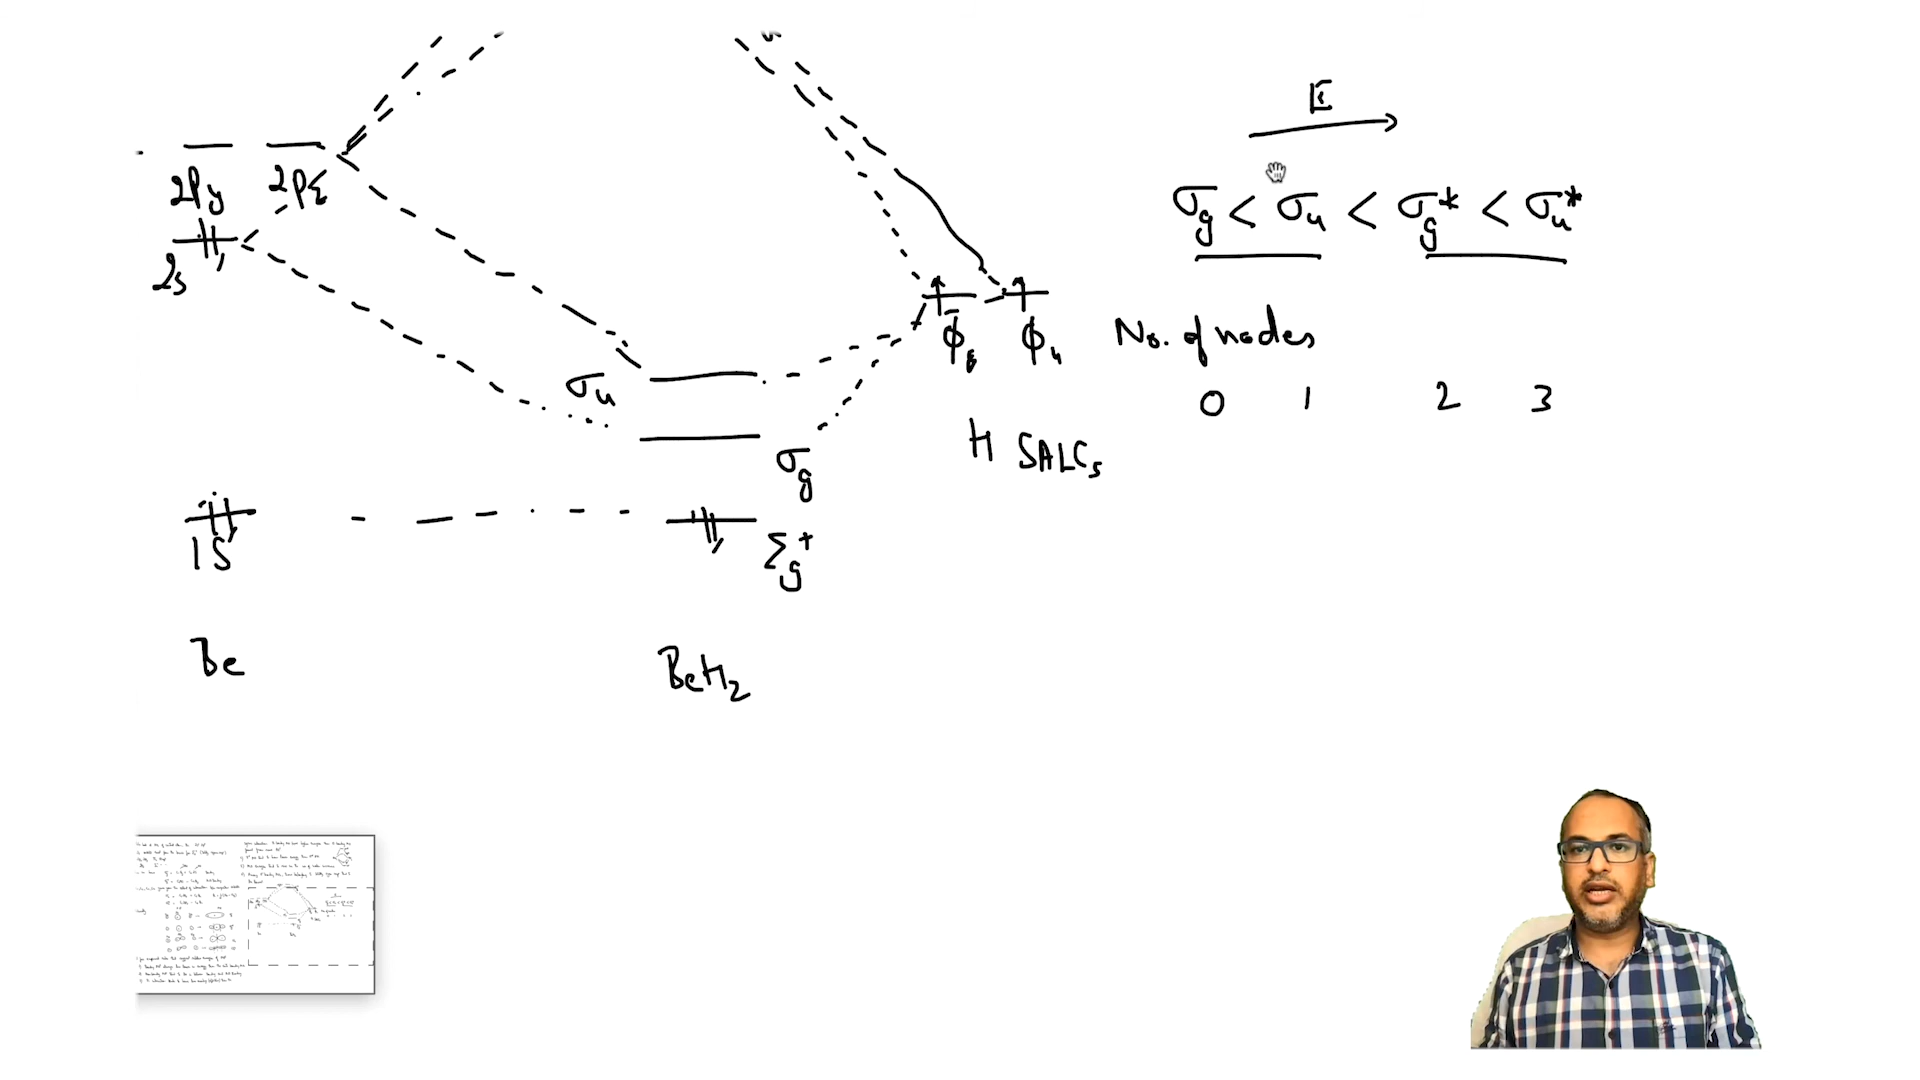 E
2Py 2Pz
σg < σu < σg* < σu*
2s
ϕg ϕu
No. of nodes
σu
0 1 2 3
H SALCs
σg
1S
Σg+
Be
BeH2